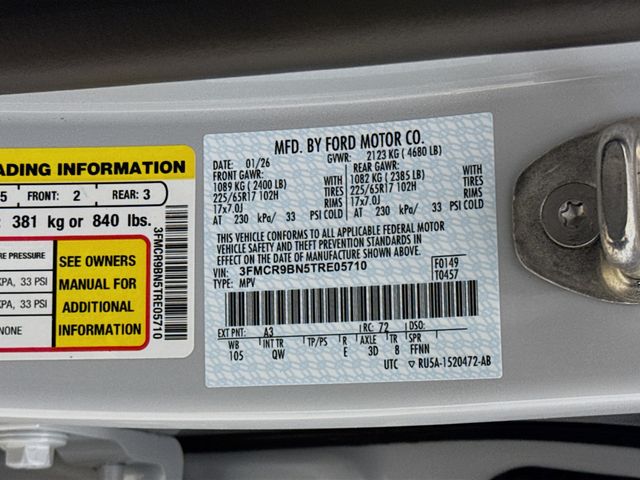 ADING INFORMATION
5 FRONT: 2 REAR: 3
: 381 kg or 840 lbs.
RE PRESSURE
KPA, 33 PSI
KPA, 33 PSI
NONE
SEE OWNERS
MANUAL FOR
ADDITIONAL
INFORMATION
3FMCR9BN5TRE05710
MFD. BY FORD MOTOR CO.
DATE: 01/26 GVWR: 2123 KG ( 4680 LB)
FRONT GAWR: REAR GAWR:
1089 KG ( 2400 LB) WITH 1082 KG ( 2385 LB) WITH
225/65R17 102H TIRES 225/65R17 102H TIRES
17x7.0J RIMS 17x7.0J RIMS
AT 230 kPa/ 33 PSI COLD AT 230 kPa/ 33 PSI COLD
THIS VEHICLE CONFORMS TO ALL APPLICABLE FEDERAL MOTOR
VEHICLE SAFETY AND THEFT PREVENTION STANDARDS IN
EFFECT ON THE DATE OF MANUFACTURE SHOWN ABOVE.
VIN: 3FMCR9BN5TRE05710 F0149
TYPE: MPV T0457
EXT PNT: A3 RC: 72 DSO:
WB INT TR TP/PS R AXLE TR SPR
105 QW E 3D 8 FFNN
UTC RU5A-1520472-AB